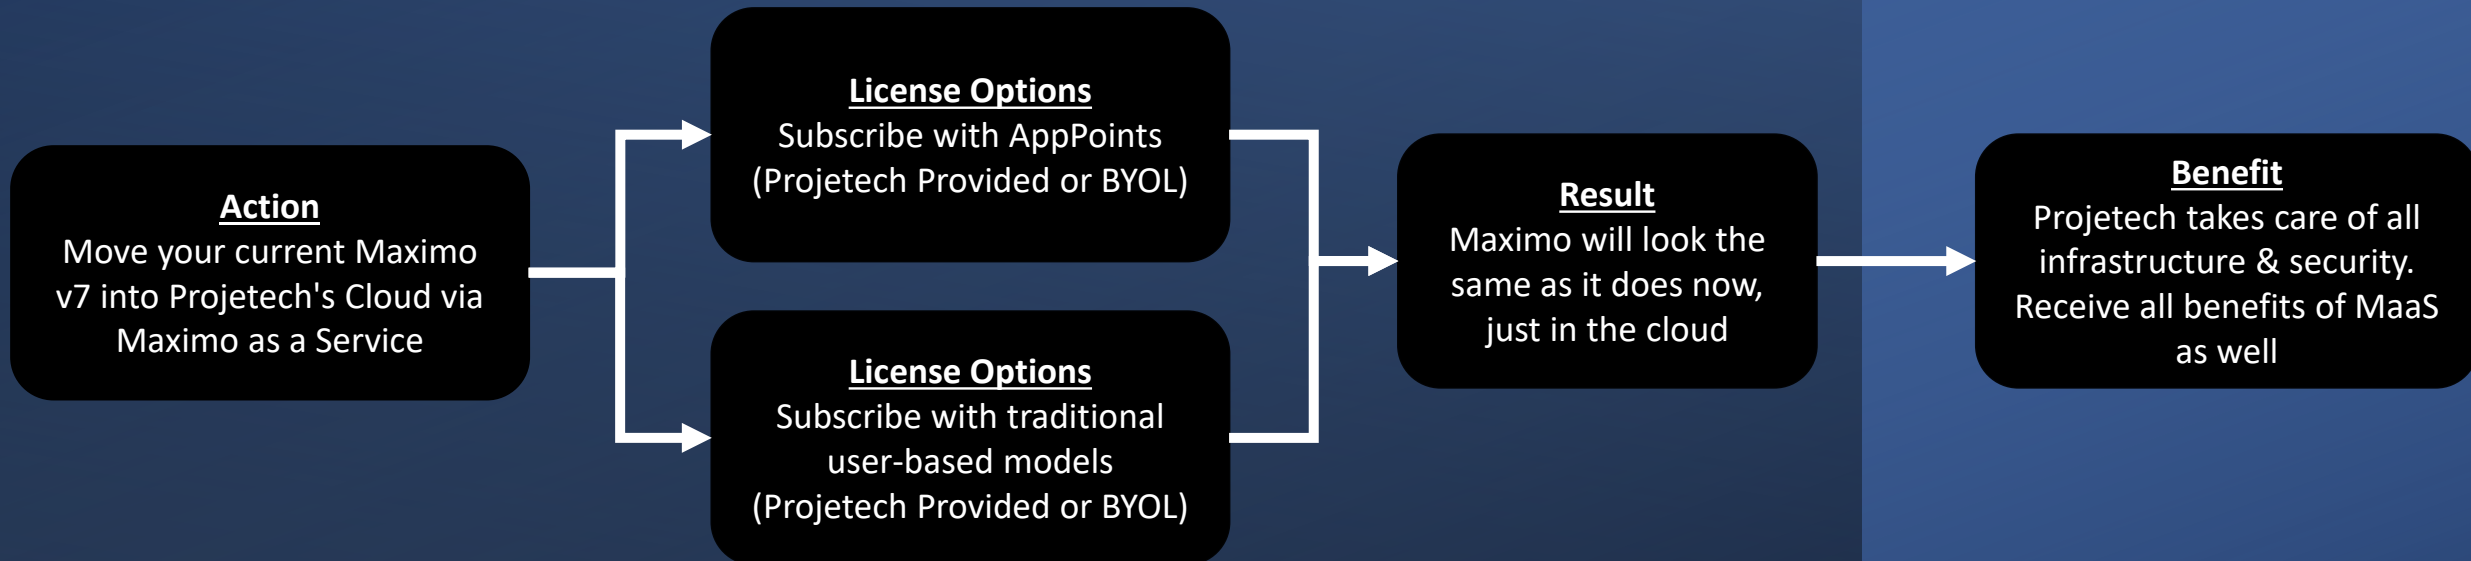 Action
Move your current Maximo
v7 into Projetech's Cloud via
Maximo as a Service
License Options
Subscribe with AppPoints
(Projetech Provided or BYOL)
License Options
Subscribe with traditional
user-based models
(Projetech Provided or BYOL)
Result
Maximo will look the
same as it does now,
just in the cloud
Benefit
Projetech takes care of all
infrastructure & security.
Receive all benefits of MaaS
as well